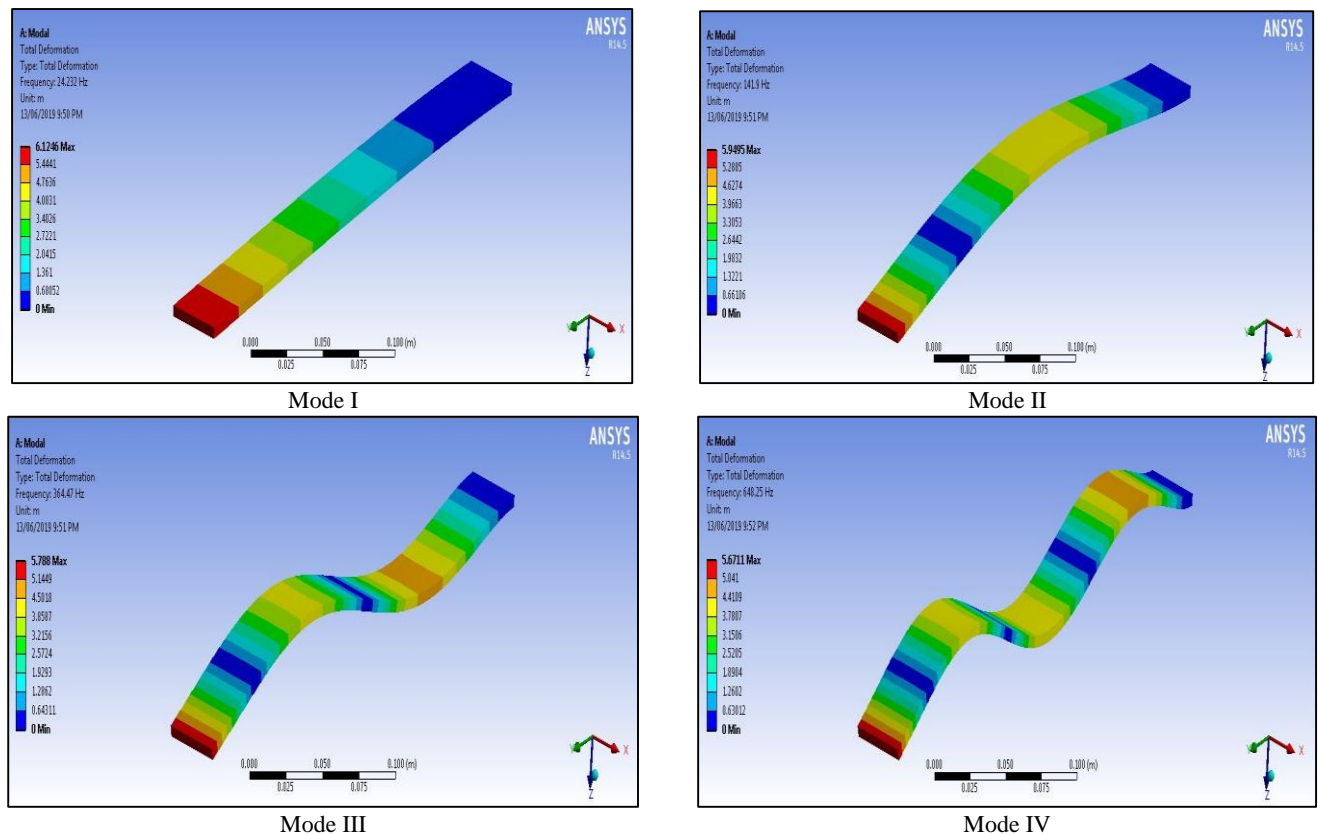 A: Modal
Total Deformation
Type: Total Deformation
Frequency: 24.232 Hz
Unit: m
13/06/2019 9:50 PM
ANSYS
R14.5
6.1246 Max
5.4441
4.7636
4.0831
3.4026
2.7221
2.0415
1.361
0.68052
0 Min
0.000 0.050 0.100 (m)
0.025 0.075
Y X
Z
Mode I
A: Modal
Total Deformation
Type: Total Deformation
Frequency: 141.9 Hz
Unit: m
13/06/2019 9:51 PM
ANSYS
R14.5
5.9495 Max
5.2885
4.6274
3.9663
3.3053
2.6442
1.9832
1.3221
0.66106
0 Min
0.000 0.050 0.100 (m)
0.025 0.075
Y X
Z
Mode II
A: Modal
Total Deformation
Type: Total Deformation
Frequency: 364.47 Hz
Unit: m
13/06/2019 9:51 PM
ANSYS
R14.5
5.788 Max
5.1449
4.5018
3.8587
3.2156
2.5724
1.9293
1.2862
0.64311
0 Min
0.000 0.050 0.100 (m)
0.025 0.075
Y X
Z
Mode III
A: Modal
Total Deformation
Type: Total Deformation
Frequency: 648.25 Hz
Unit: m
13/06/2019 9:52 PM
ANSYS
R14.5
5.6711 Max
5.041
4.4109
3.7807
3.1506
2.5205
1.8904
1.2602
0.63012
0 Min
0.000 0.050 0.100 (m)
0.025 0.075
Y X
Z
Mode IV